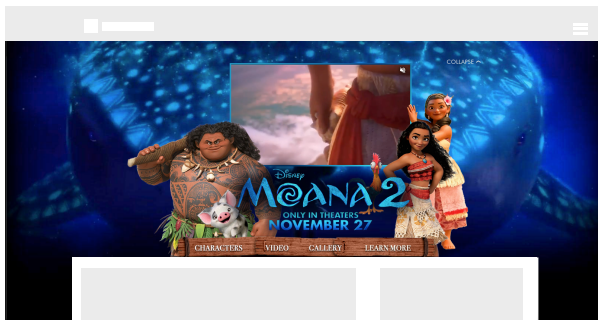 COLLAPSE
Disney
MOANA 2
ONLY IN THEATERS
NOVEMBER 27
CHARACTERS VIDEO GALLERY LEARN MORE